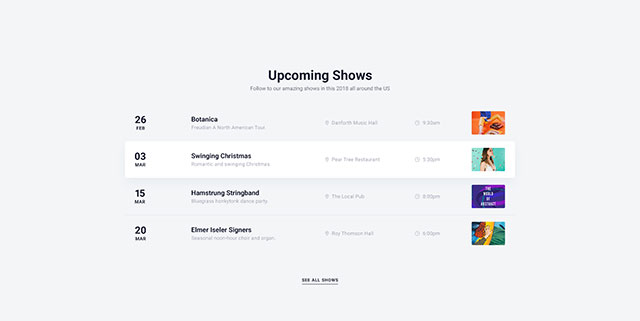 Upcoming Shows
Follow to our amazing shows in this 2018 all around the US
26 Botanica Danforth Music Hall 9:30am
FEB Freudian A North American Tour
03 Swinging Christmas Pear Tree Restaurant 5:30pm
MAR Romantic and swinging Christmas
15 Hamstrung Stringband The Local Pub 8:00pm
MAR Bluegrass honkytonk dance party.
THE WORLD OF ABSTRACT
20 Elmer Iseler Signers Roy Thomson Hall 6:00pm
MAR Seasonal noon-hour choir and organ.
SEE ALL SHOWS